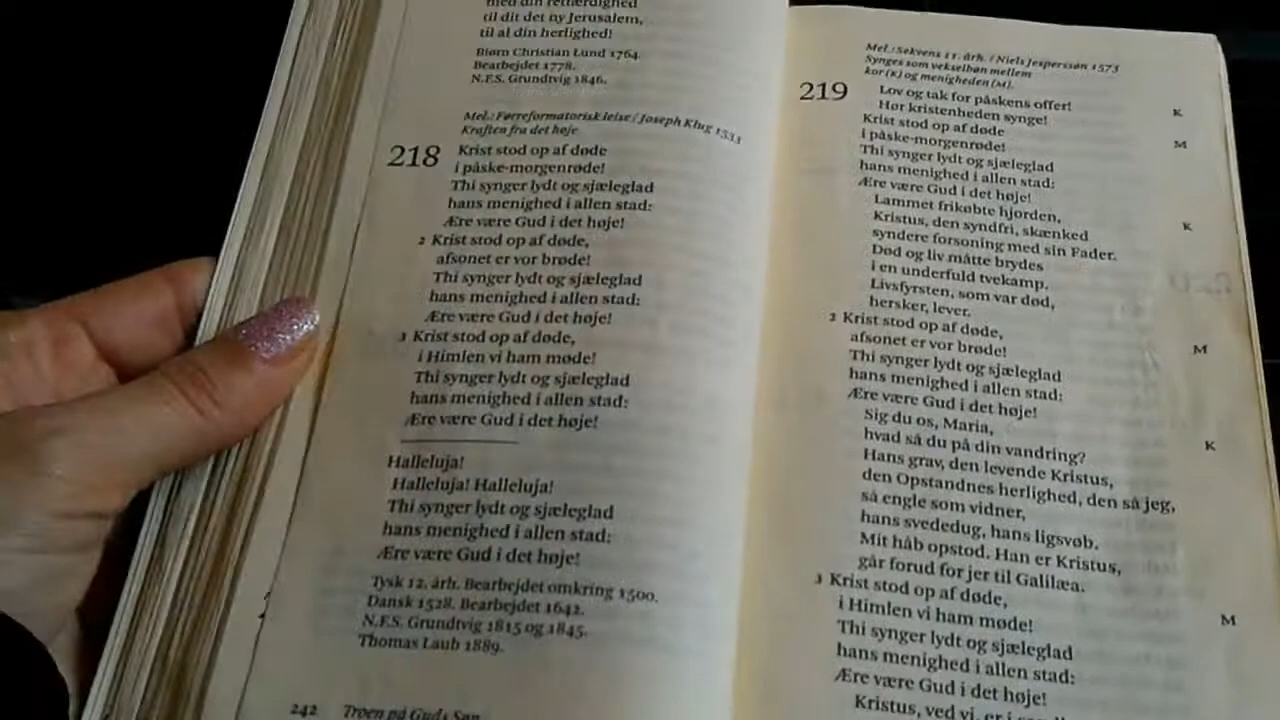 med din retfærdighed
til dit det ny Jerusalem,
til al din herlighed!
Biørn Christian Lund 1764.
Bearbejdet 1778.
N.F.S. Grundtvig 1846.
Mel.: Førreformatorisk leise / Joseph Klug 1533
Kraften fra det høje
218 Krist stod op af døde
i påske-morgenrøde!
Thi synger lydt og sjæleglad
hans menighed i allen stad:
Ære være Gud i det høje!
2 Krist stod op af døde,
afsonet er vor brøde!
Thi synger lydt og sjæleglad
hans menighed i allen stad:
Ære være Gud i det høje!
3 Krist stod op af døde,
i Himlen vi ham møde!
Thi synger lydt og sjæleglad
hans menighed i allen stad:
Ære være Gud i det høje!
Halleluja!
Halleluja! Halleluja!
Thi synger lydt og sjæleglad
hans menighed i allen stad:
Ære være Gud i det høje!
Tysk 12. årh. Bearbejdet omkring 1500.
Dansk 1528. Bearbejdet 1642.
N.F.S. Grundtvig 1815 og 1845.
Thomas Laub 1889.
242 Troen på Guds Søn
Mel.: Sekvens 11. årh. / Niels Jesperssøn 1573
Synges som vekselbøn mellem
kor (K) og menigheden (M).
219 Lov og tak for påskens offer! K
Hør kristenheden synge!
Krist stod op af døde M
i påske-morgenrøde!
Thi synger lydt og sjæleglad
hans menighed i allen stad:
Ære være Gud i det høje!
Lammet frikøbte hjorden, K
Kristus, den syndfri, skænked
syndere forsoning med sin Fader.
Død og liv måtte brydes
i en underfuld tvekamp.
Livsfyrsten, som var død,
hersker, lever.
2 Krist stod op af døde, M
afsonet er vor brøde!
Thi synger lydt og sjæleglad
hans menighed i allen stad:
Ære være Gud i det høje!
Sig du os, Maria, K
hvad så du på din vandring?
Hans grav, den levende Kristus,
den Opstandnes herlighed, den så jeg,
så engle som vidner,
hans svededug, hans ligsvøb.
Mit håb opstod. Han er Kristus,
går forud for jer til Galilæa.
3 Krist stod op af døde, M
i Himlen vi ham møde!
Thi synger lydt og sjæleglad
hans menighed i allen stad:
Ære være Gud i det høje!
Kristus, ved vi, er i